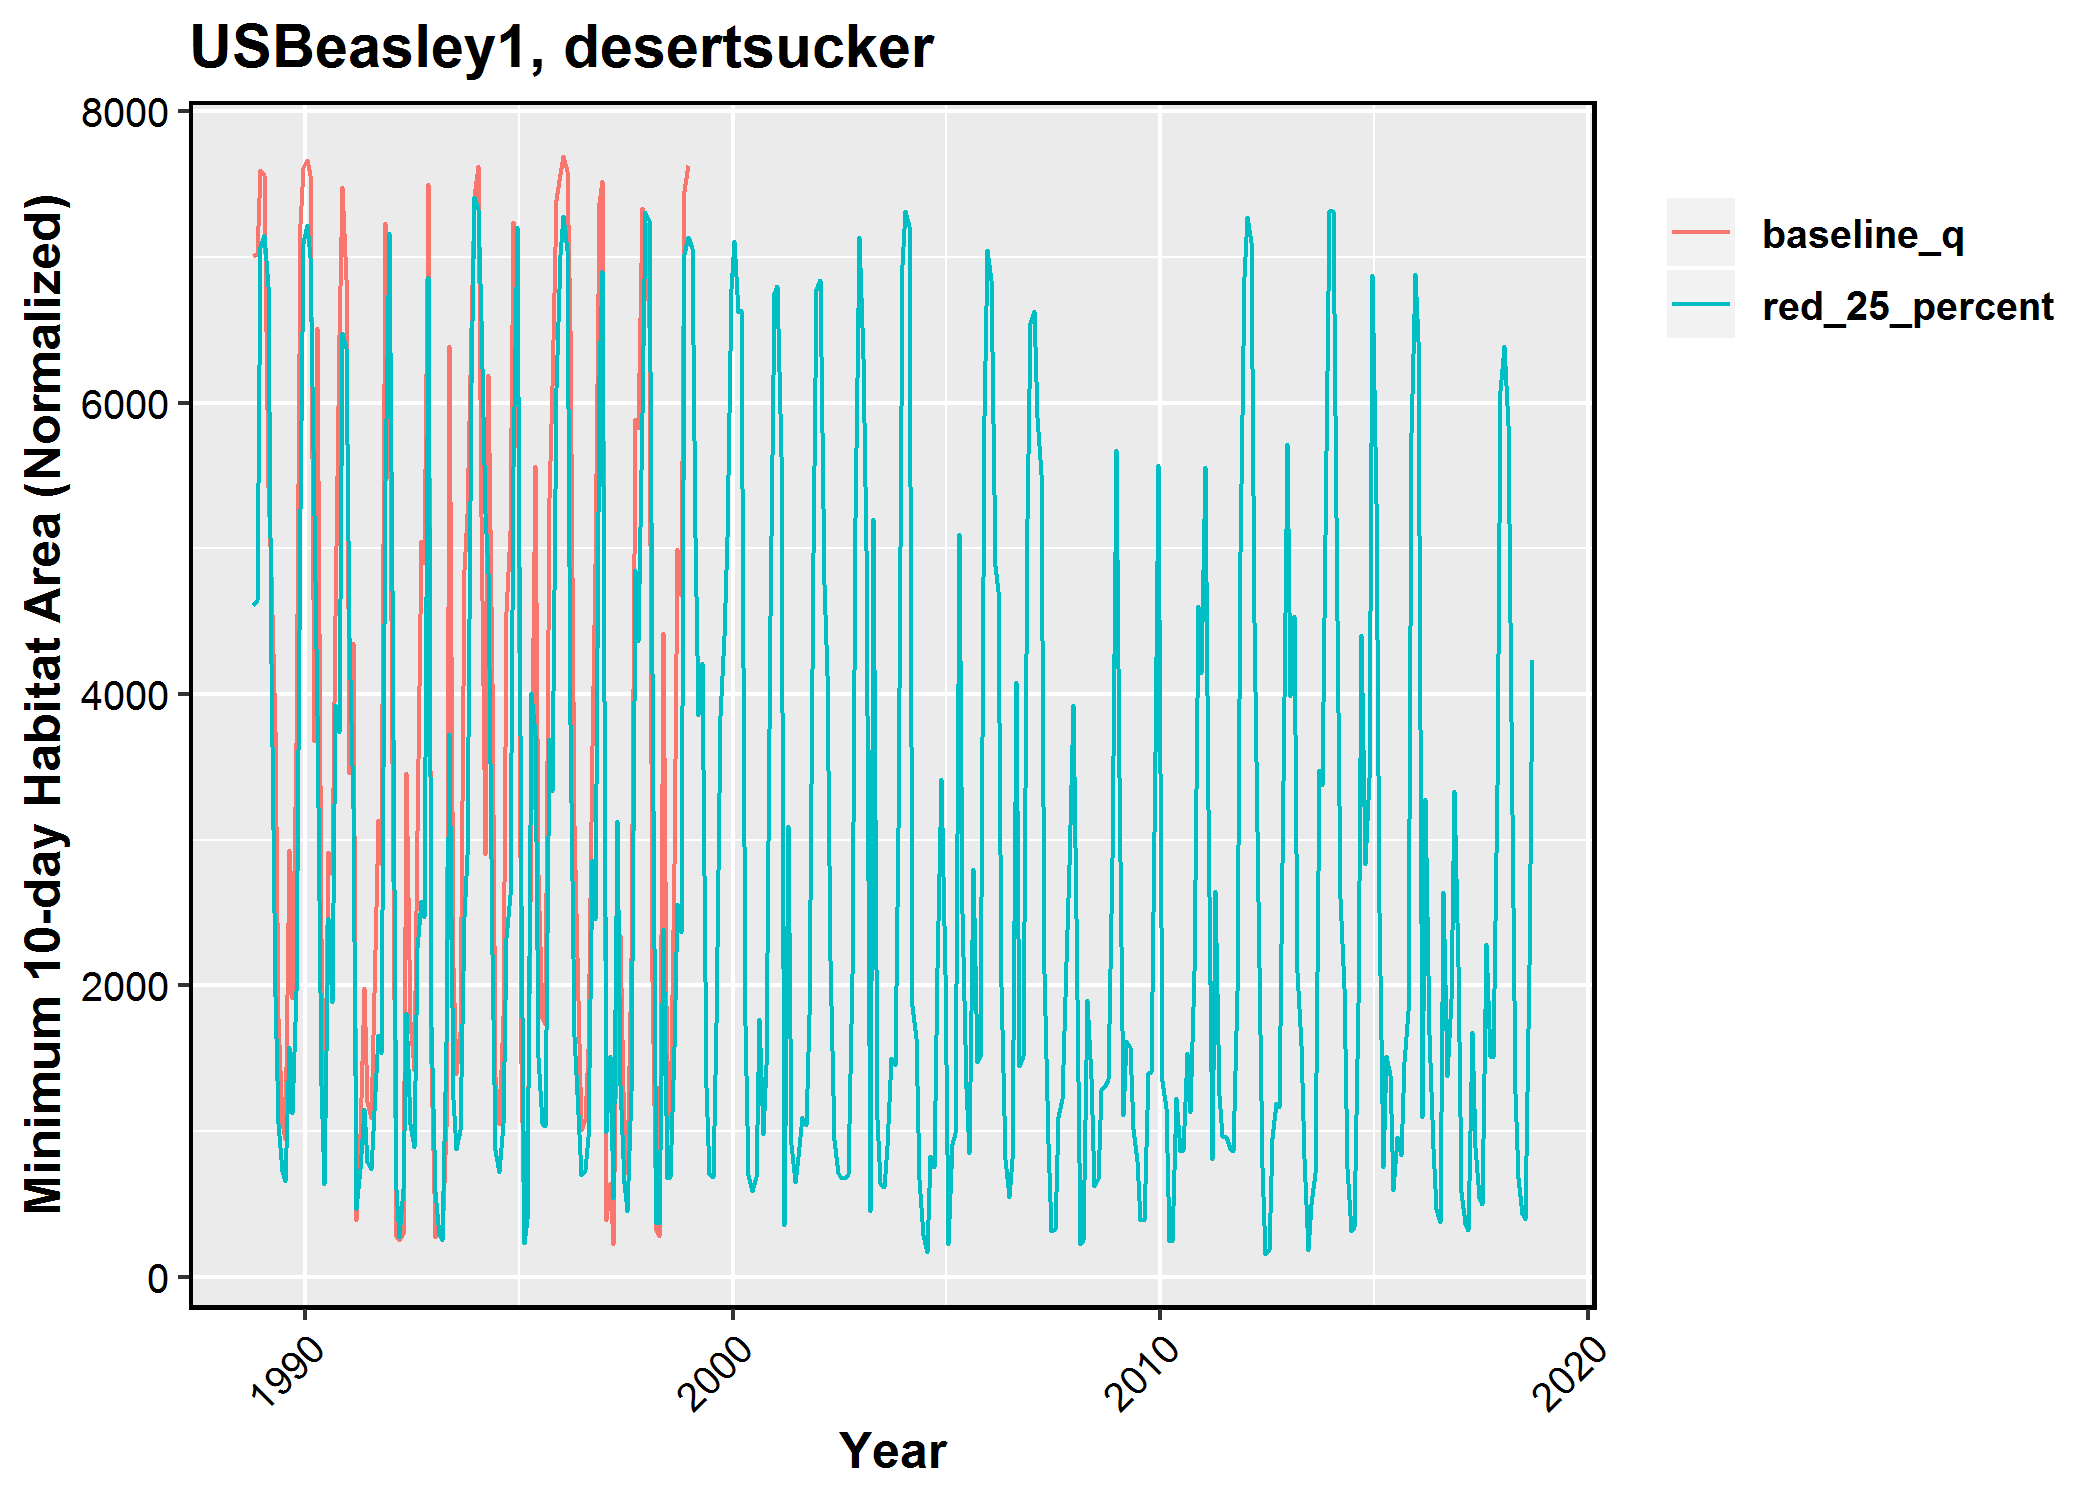 USBeasley1, desertsucker
Minimum 10-day Habitat Area (Normalized)
8000
6000
4000
2000
0
1990
2000
2010
2020
Year
baseline_q
red_25_percent